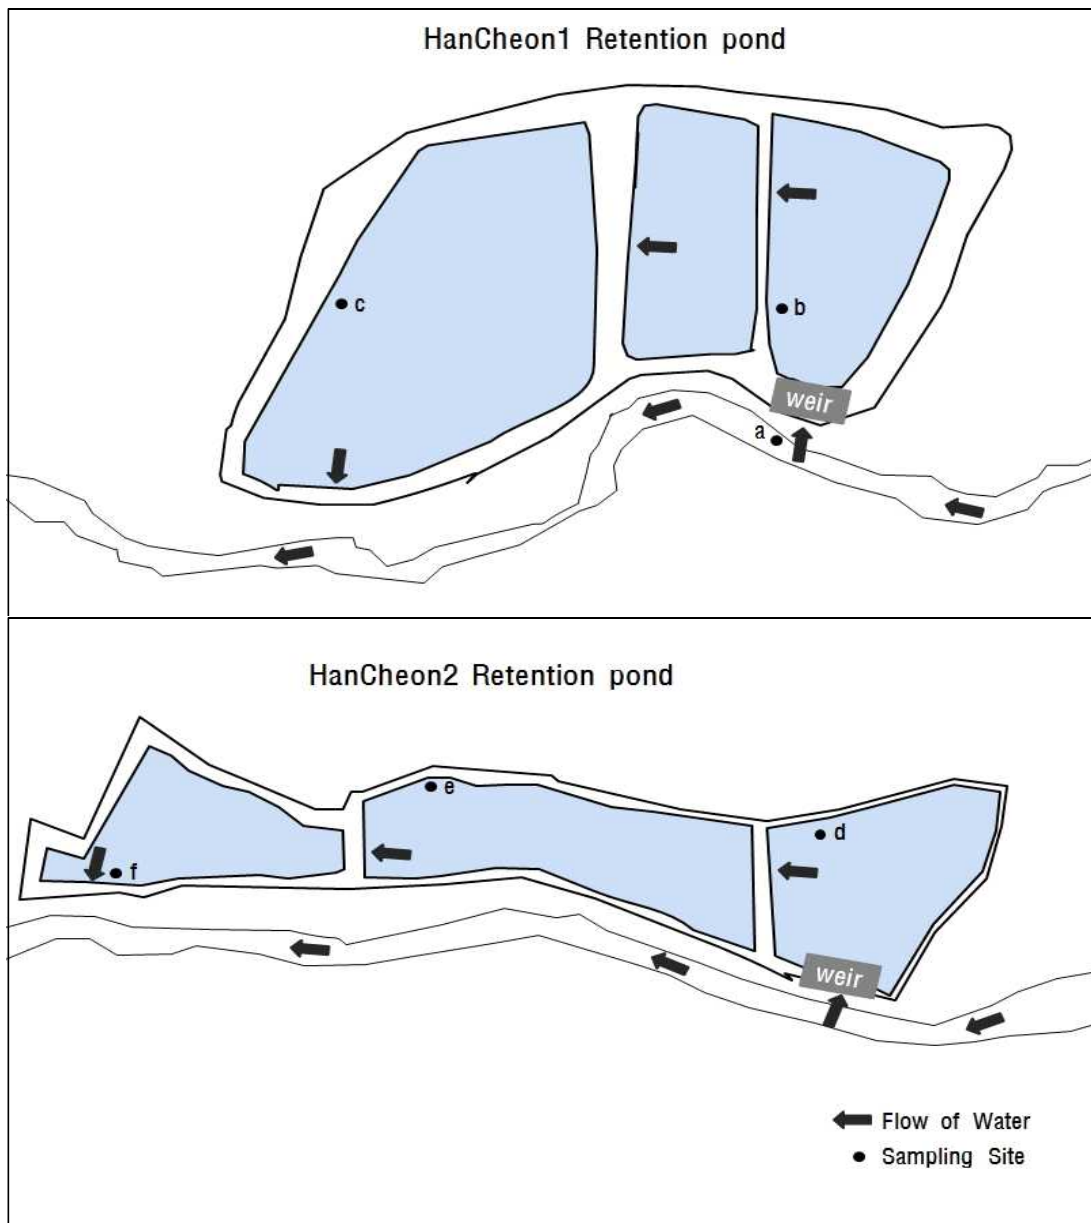 HanCheon1 Retention pond
c
b
weir
a
HanCheon2 Retention pond
e
d
f
weir
Flow of Water
Sampling Site